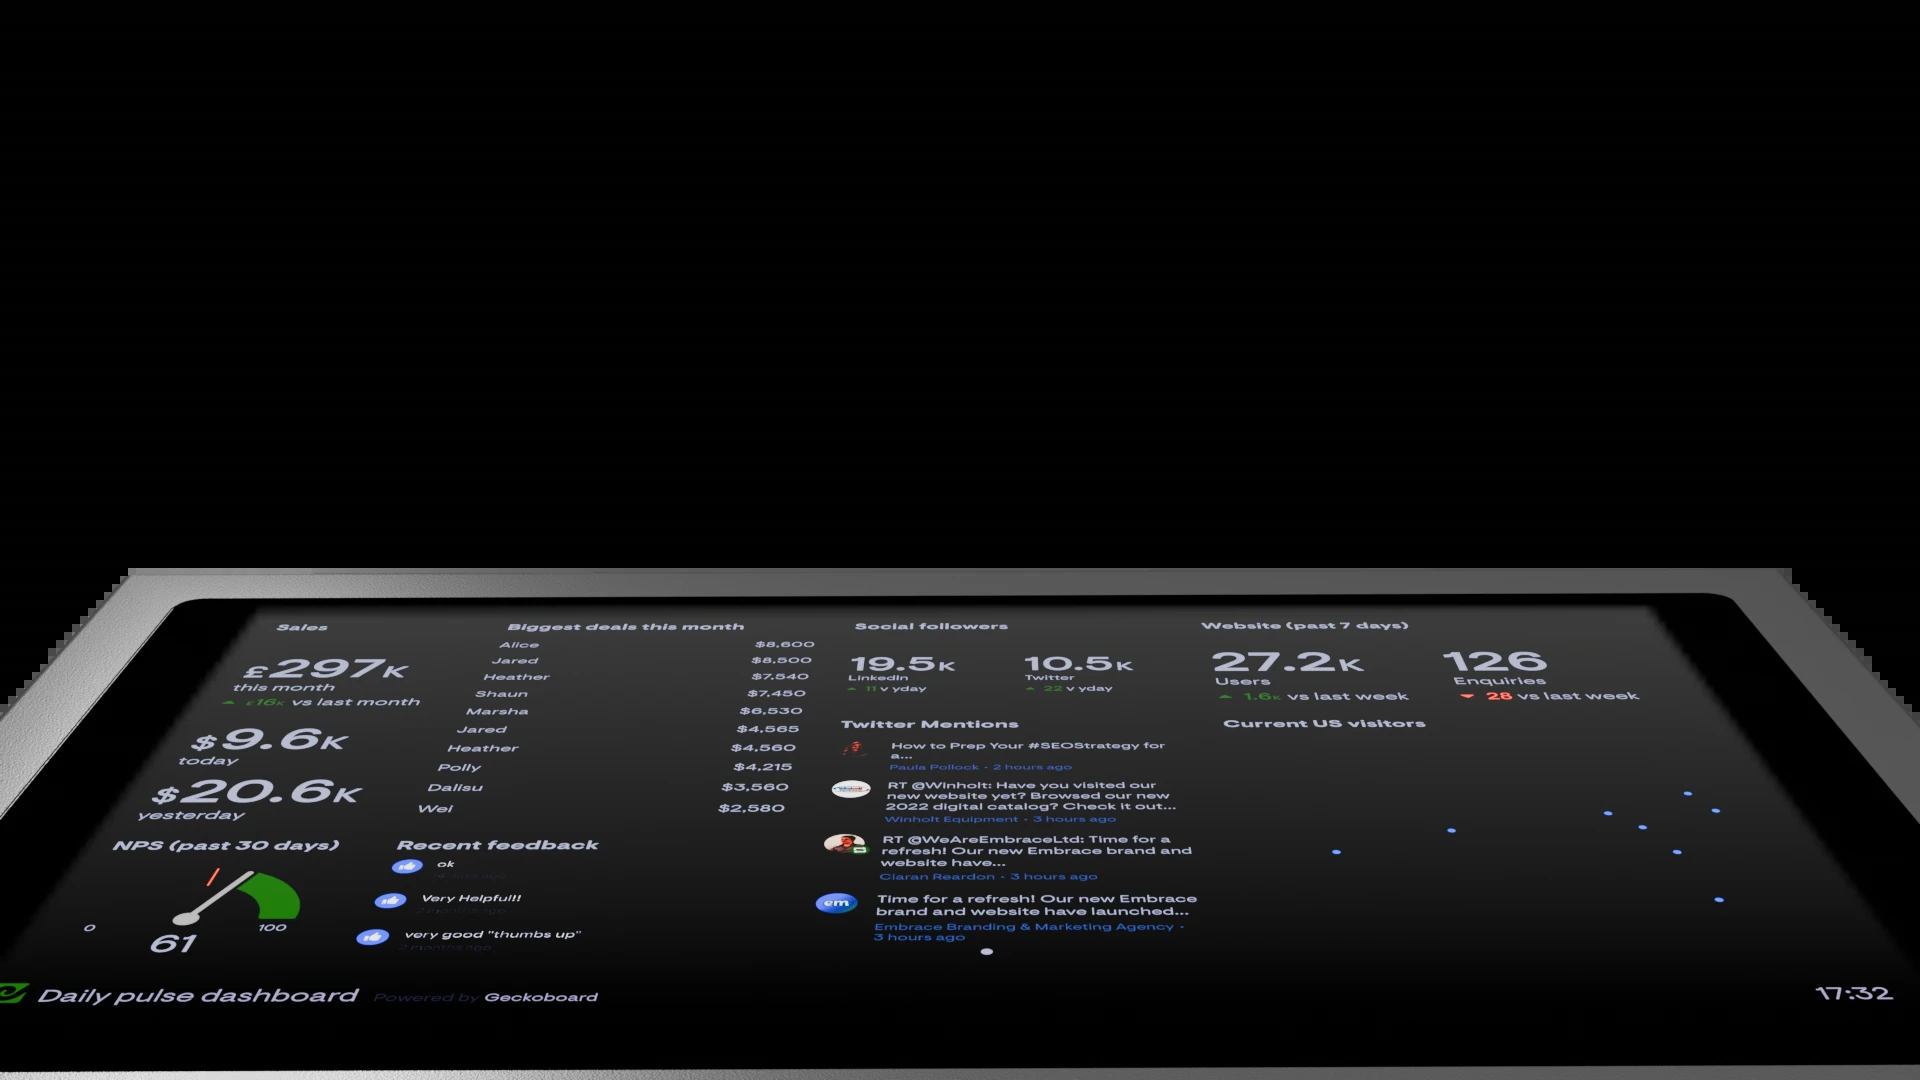 Sales
£297K
this month
£16K vs last month
$9.6K
today
$20.6K
yesterday
NPS (past 30 days)
0
100
61
Biggest deals this month
Alice $8,600
Jared $8,500
Heather $7,540
Shaun $7,450
Marsha $6,530
Jared $4,565
Heather $4,560
Polly $4,215
Dalisu $3,560
Wei $2,580
Recent feedback
ok
Very Helpful!!
2 months ago
very good "thumbs up"
2 months ago
Social followers
19.5K
LinkedIn
11 v yday
10.5K
Twitter
22 v yday
Twitter Mentions
How to Prep Your #SEOStrategy for
a...
Paula Pollock · 2 hours ago
RT @Winholt: Have you visited our
new website yet? Browsed our new
2022 digital catalog? Check it out...
Winholt Equipment · 3 hours ago
RT @WeAreEmbraceLtd: Time for a
refresh! Our new Embrace brand and
website have...
Ciaran Reardon · 3 hours ago
em
Time for a refresh! Our new Embrace
brand and website have launched...
Embrace Branding & Marketing Agency ·
3 hours ago
Website (past 7 days)
27.2K
Users
1.6K vs last week
126
Enquiries
28 vs last week
Current US visitors
Daily pulse dashboard Powered by Geckoboard
17:32